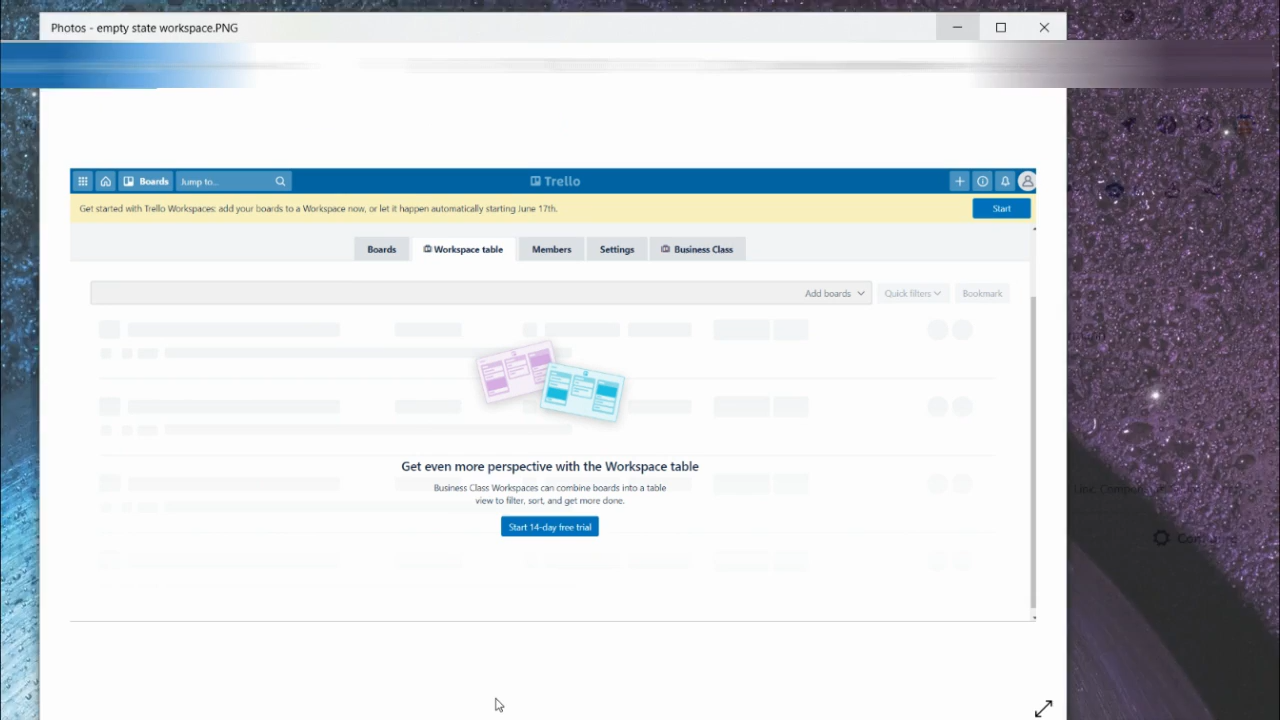 Photos - empty state workspace.PNG
Boards
Jump to...
Trello
Get started with Trello Workspaces: add your boards to a Workspace now, or let it happen automatically starting June 17th.
Start
Boards
Workspace table
Members
Settings
Business Class
Add boards
Quick filters
Bookmark
Get even more perspective with the Workspace table
Business Class Workspaces can combine boards into a table
view to filter, sort, and get more done.
Start 14-day free trial